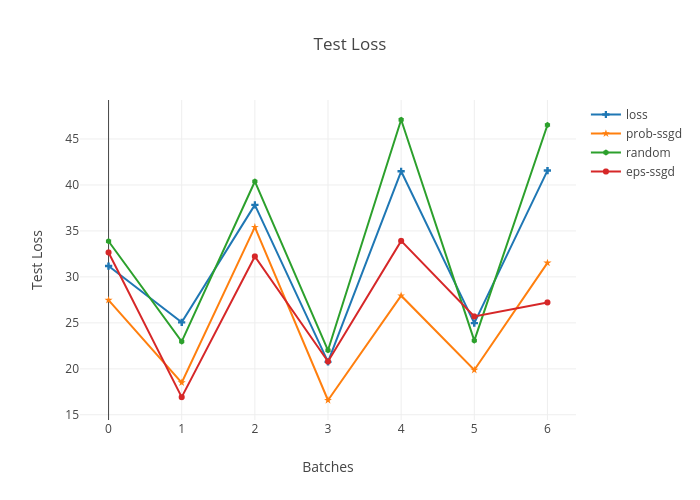 Test Loss
loss
prob-ssgd
random
eps-ssgd
Test Loss
45
40
35
30
25
20
15
0 1 2 3 4 5 6
Batches